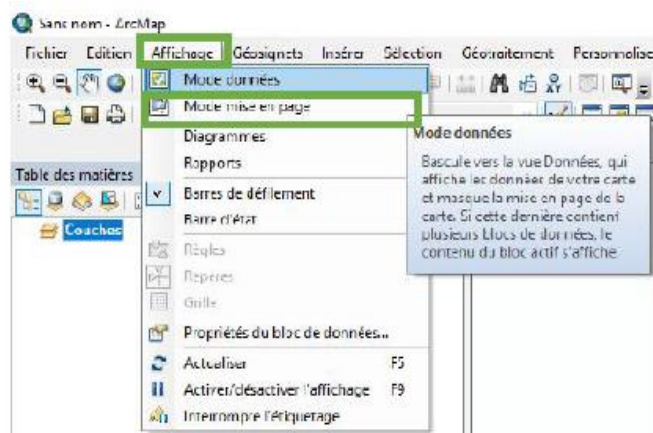 Sans nom - ArcMap
Fichier Edition Affichage Géosignets Insérer Sélection Géotraitement Personnalise
Mode données
Mode mise en page
Diagrammes
Rapports
Barres de défilement
Barre d'état
Règles
Repères
Grille
Propriétés du bloc de données...
Actualiser F5
Activer/désactiver l'affichage F9
Interrompre l'étiquetage
Table des matières
Couches
Mode données
Bascule vers la vue Données, qui
affiche les données de votre carte
et masque la mise en page de la
carte. Si cette dernière contient
plusieurs blocs de données, le
contenu du bloc actif s'affiche